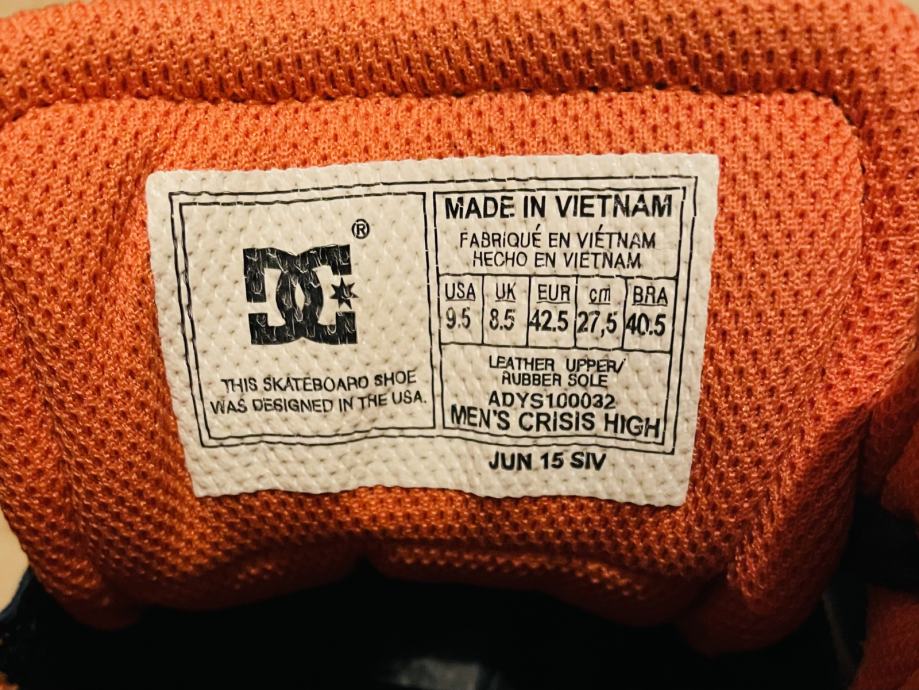 DC®
THIS SKATEBOARD SHOE
WAS DESIGNED IN THE USA.
MADE IN VIETNAM
FABRIQUÉ EN VIÉTNAM
HECHO EN VIETNAM
USA UK EUR cm BRA
9.5 8.5 42.5 27,5 40.5
LEATHER UPPER/
RUBBER SOLE
ADYS100032
MEN'S CRISIS HIGH
JUN 15 SIV